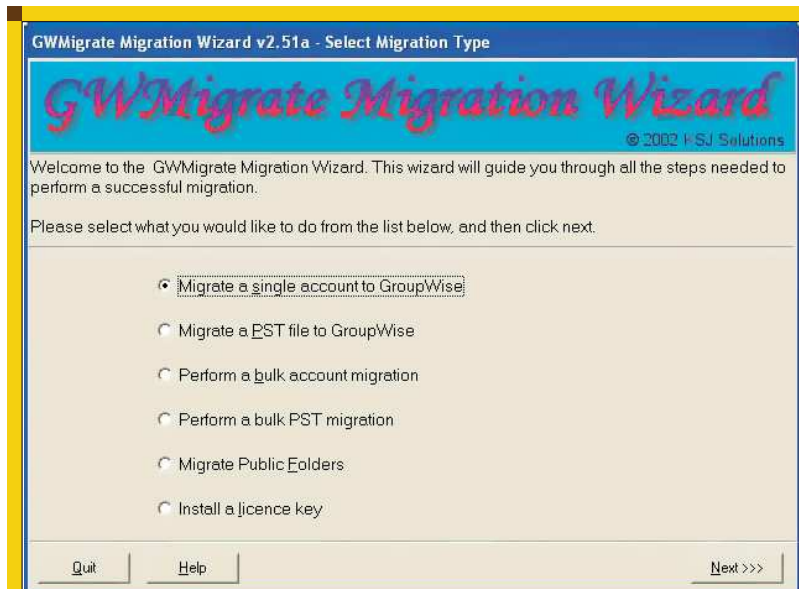 GWMigrate Migration Wizard v2.51a - Select Migration Type
GWMigrate Migration Wizard
© 2002 KSJ Solutions
Welcome to the GWMigrate Migration Wizard. This wizard will guide you through all the steps needed to
perform a successful migration.
Please select what you would like to do from the list below, and then click next.
Migrate a single account to GroupWise
Migrate a PST file to GroupWise
Perform a bulk account migration
Perform a bulk PST migration
Migrate Public Folders
Install a licence key
Quit
Help
Next >>>